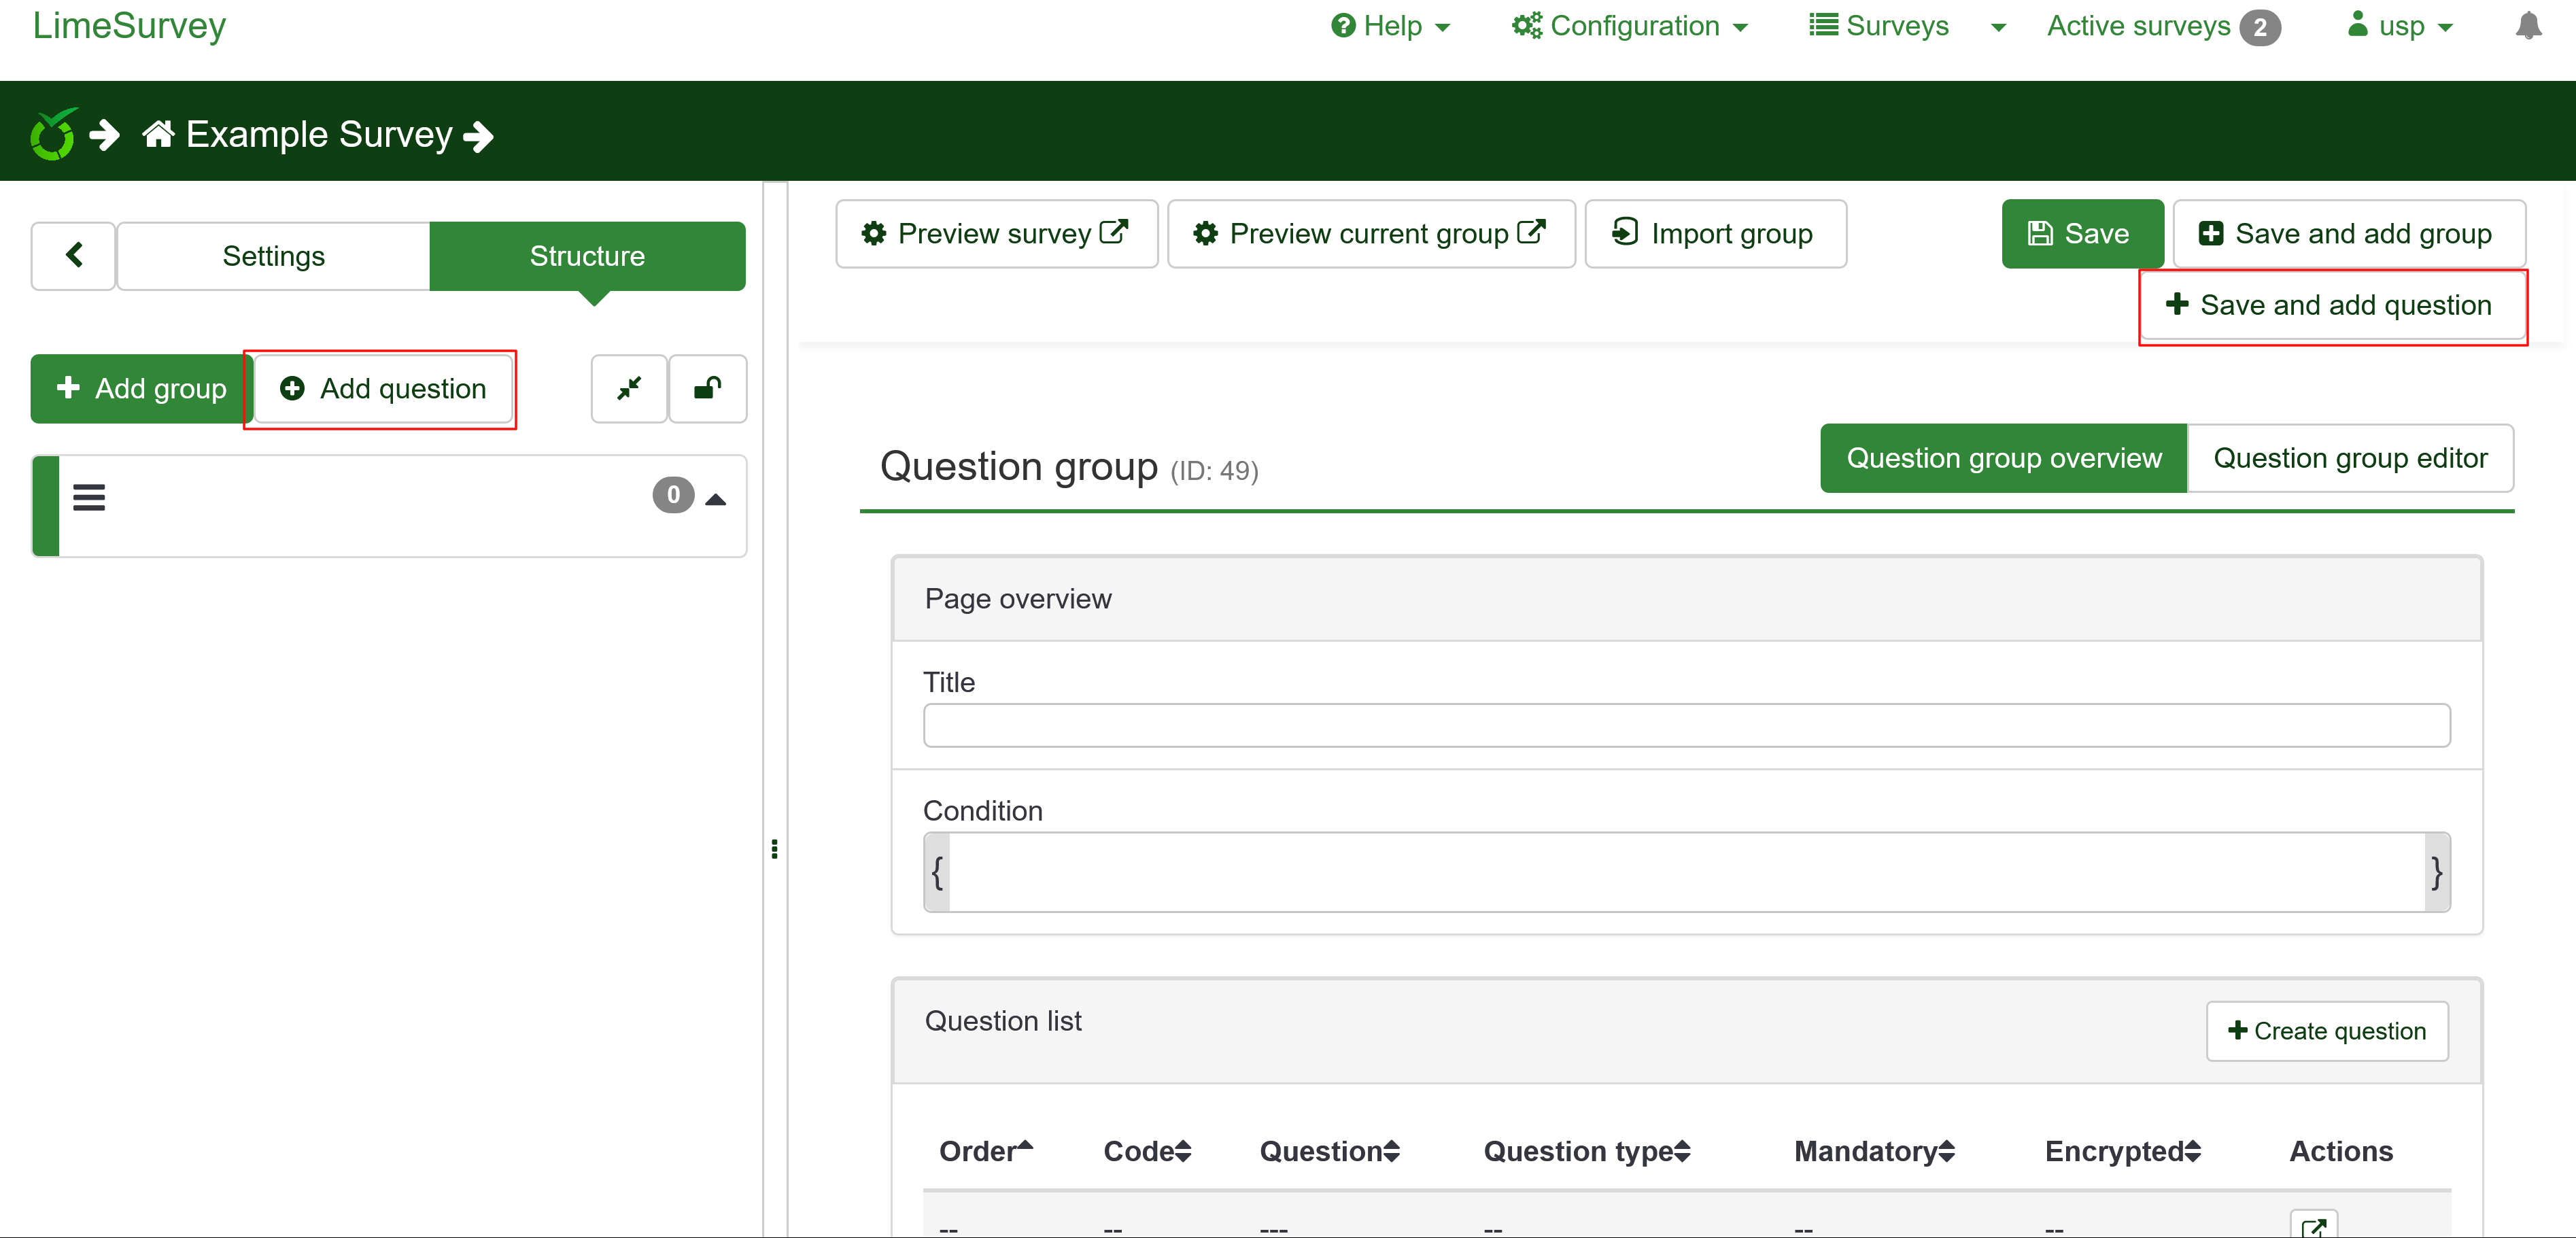 LimeSurvey
Help
Configuration
Surveys
Active surveys 2
usp
Example Survey
Settings
Structure
Preview survey
Preview current group
Import group
Save
Save and add group
Save and add question
Add group
Add question
0
Question group (ID: 49)
Question group overview
Question group editor
Page overview
Title
Condition
{ }
Question list
Create question
Order Code Question Question type Mandatory Encrypted Actions
-- -- --- -- -- --